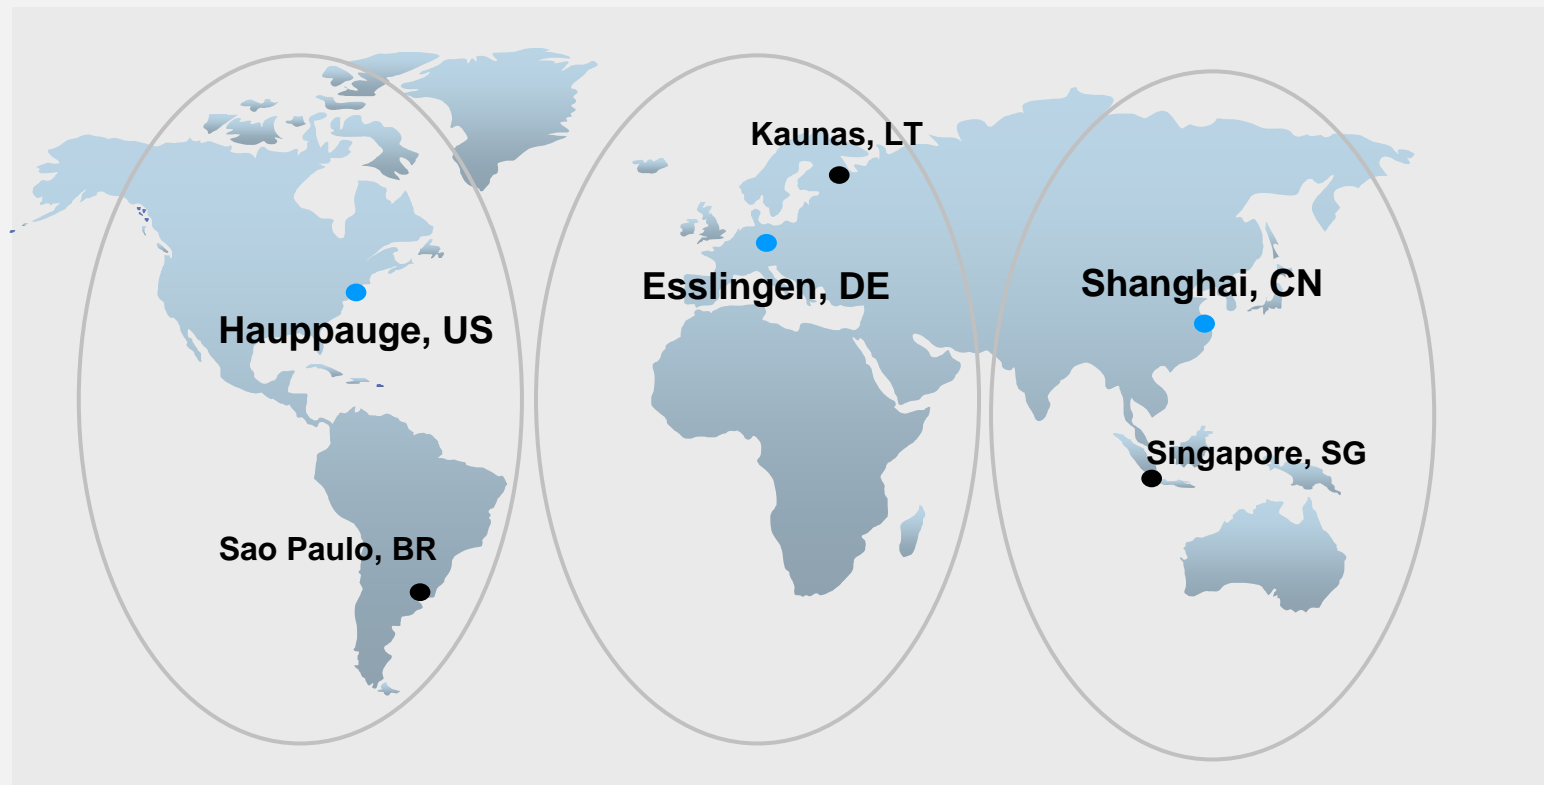 Kaunas, LT
Esslingen, DE
Shanghai, CN
Hauppauge, US
Singapore, SG
Sao Paulo, BR